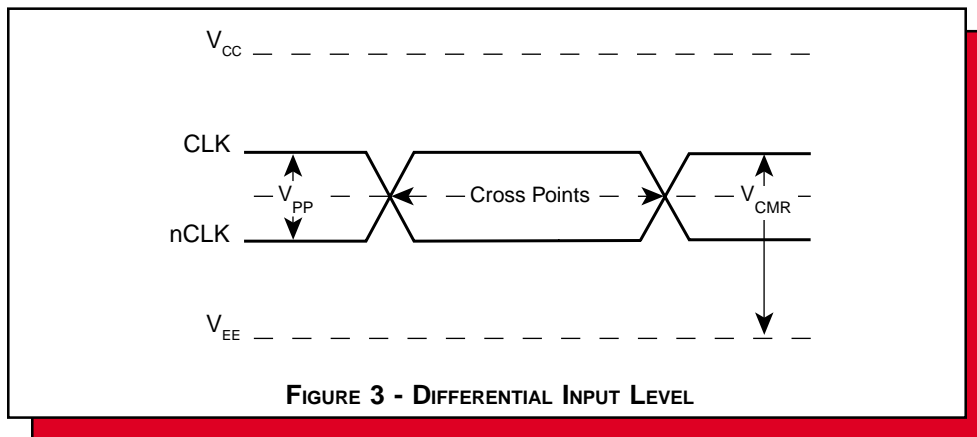 VCC
CLK
VPP
Cross Points
VCMR
nCLK
VEE
FIGURE 3 - DIFFERENTIAL INPUT LEVEL